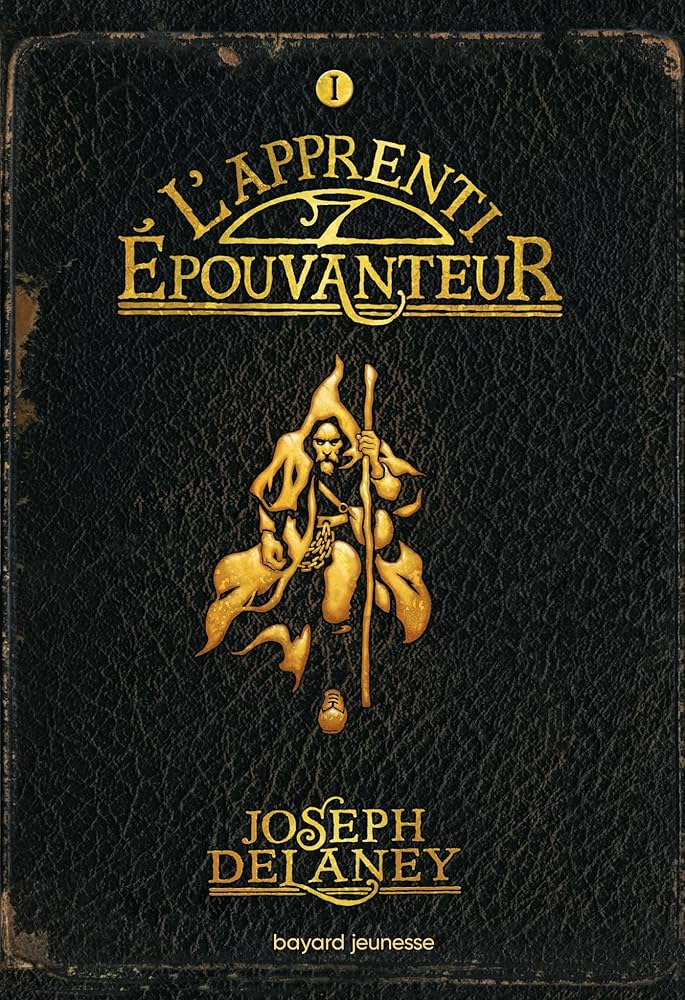 I
L'APPRENTI
ÉPOUVANTEUR
JOSEPH
DELANEY
bayard jeunesse